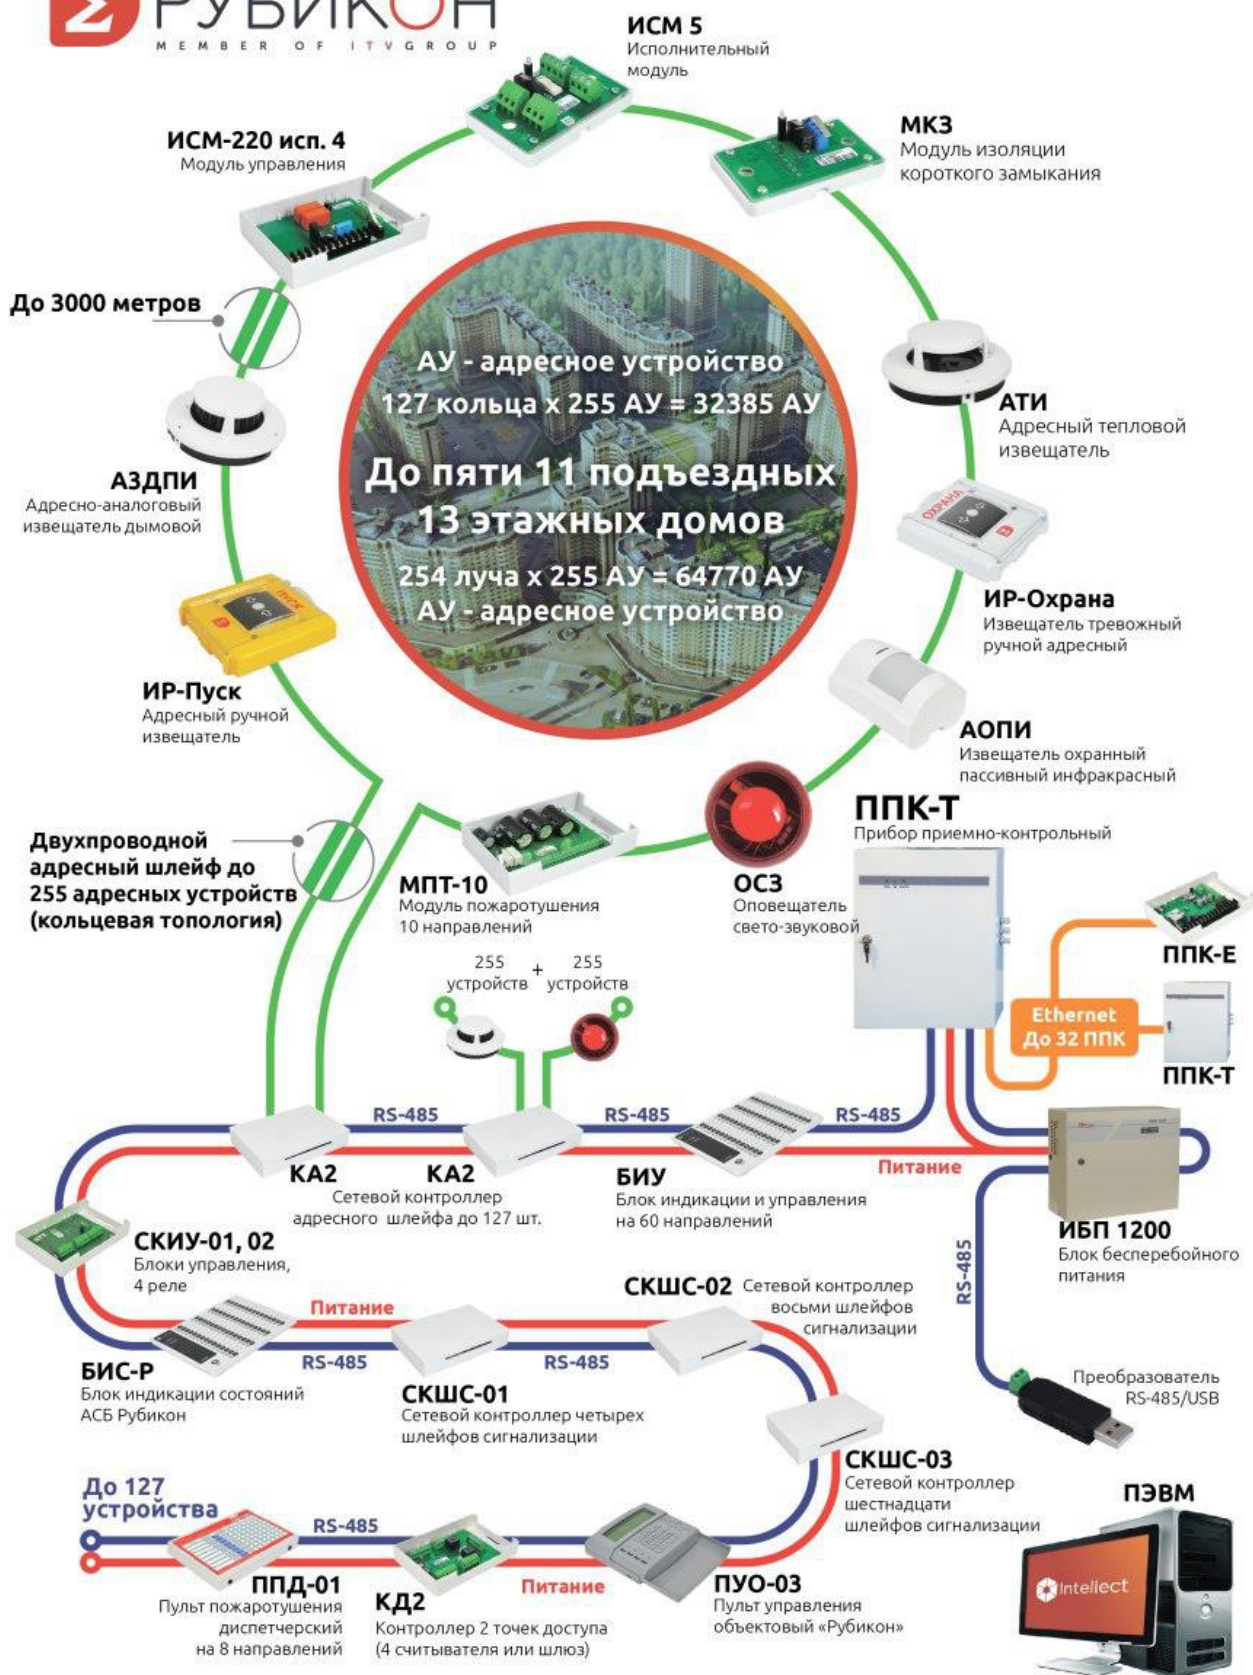 РУБИКОН
MEMBER OF ITVGROUP
ИСМ 5
Исполнительный
модуль
ИСМ-220 исп. 4
Модуль управления
МКЗ
Модуль изоляции
короткого замыкания
До 3000 метров
АУ - адресное устройство
127 кольца х 255 АУ = 32385 АУ
До пяти 11 подъездных
13 этажных домов
254 луча х 255 АУ = 64770 АУ
АУ - адресное устройство
АТИ
Адресный тепловой
извещатель
АЗДПИ
Адресно-аналоговый
извещатель дымовой
ОХРАНА
ИР-Охрана
Извещатель тревожный
ручной адресный
ПУСК
ИР-Пуск
Адресный ручной
извещатель
АОПИ
Извещатель охранный
пассивный инфракрасный
Двухпроводной
адресный шлейф до
255 адресных устройств
(кольцевая топология)
МПТ-10
Модуль пожаротушения
10 направлений
ОСЗ
Оповещатель
свето-звуковой
ППК-Т
Прибор приемно-контрольный
ППК-Е
Ethernet
До 32 ППК
ППК-Т
255
устройств
+
255
устройств
RS-485
RS-485
RS-485
КА2
КА2
Сетевой контроллер
адресного шлейфа до 127 шт.
БИУ
Блок индикации и управления
на 60 направлений
Питание
ИБП 1200
Блок бесперебойного
питания
RS-485
СКИУ-01, 02
Блоки управления,
4 реле
Питание
СКШС-02
Сетевой контроллер
восьми шлейфов
сигнализации
БИС-Р
Блок индикации состояний
АСБ Рубикон
RS-485
RS-485
СКШС-01
Сетевой контроллер четырех
шлейфов сигнализации
Преобразователь
RS-485/USB
СКШС-03
Сетевой контроллер
шестнадцати
шлейфов сигнализации
До 127
устройства
RS-485
ППД-01
Пульт пожаротушения
диспетчерский
на 8 направлений
КД2
Контроллер 2 точек доступа
(4 считывателя или шлюз)
Питание
ПУО-03
Пульт управления
объектовый «Рубикон»
ПЭВМ
Intellect